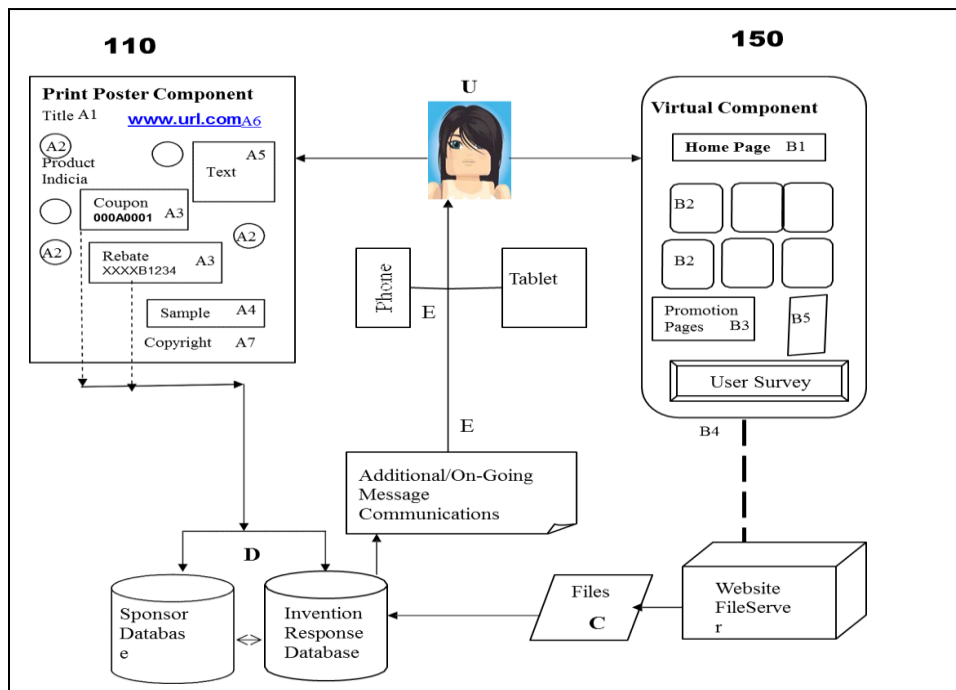 110
150
U
Print Poster Component
Title A1
www.url.comA6
A2
Product
Indicia
A5
Text
Coupon
000A0001
A3
A2
A2
Rebate
XXXXB1234
A3
Sample
A4
Copyright
A7
Virtual Component
Home Page B1
B2
B2
Promotion
Pages B3
B5
User Survey
B4
Phone
E
Tablet
E
Additional/On-Going
Message
Communications
D
Sponsor
Databas
e
Invention
Response
Database
Files
C
Website
FileServe
r